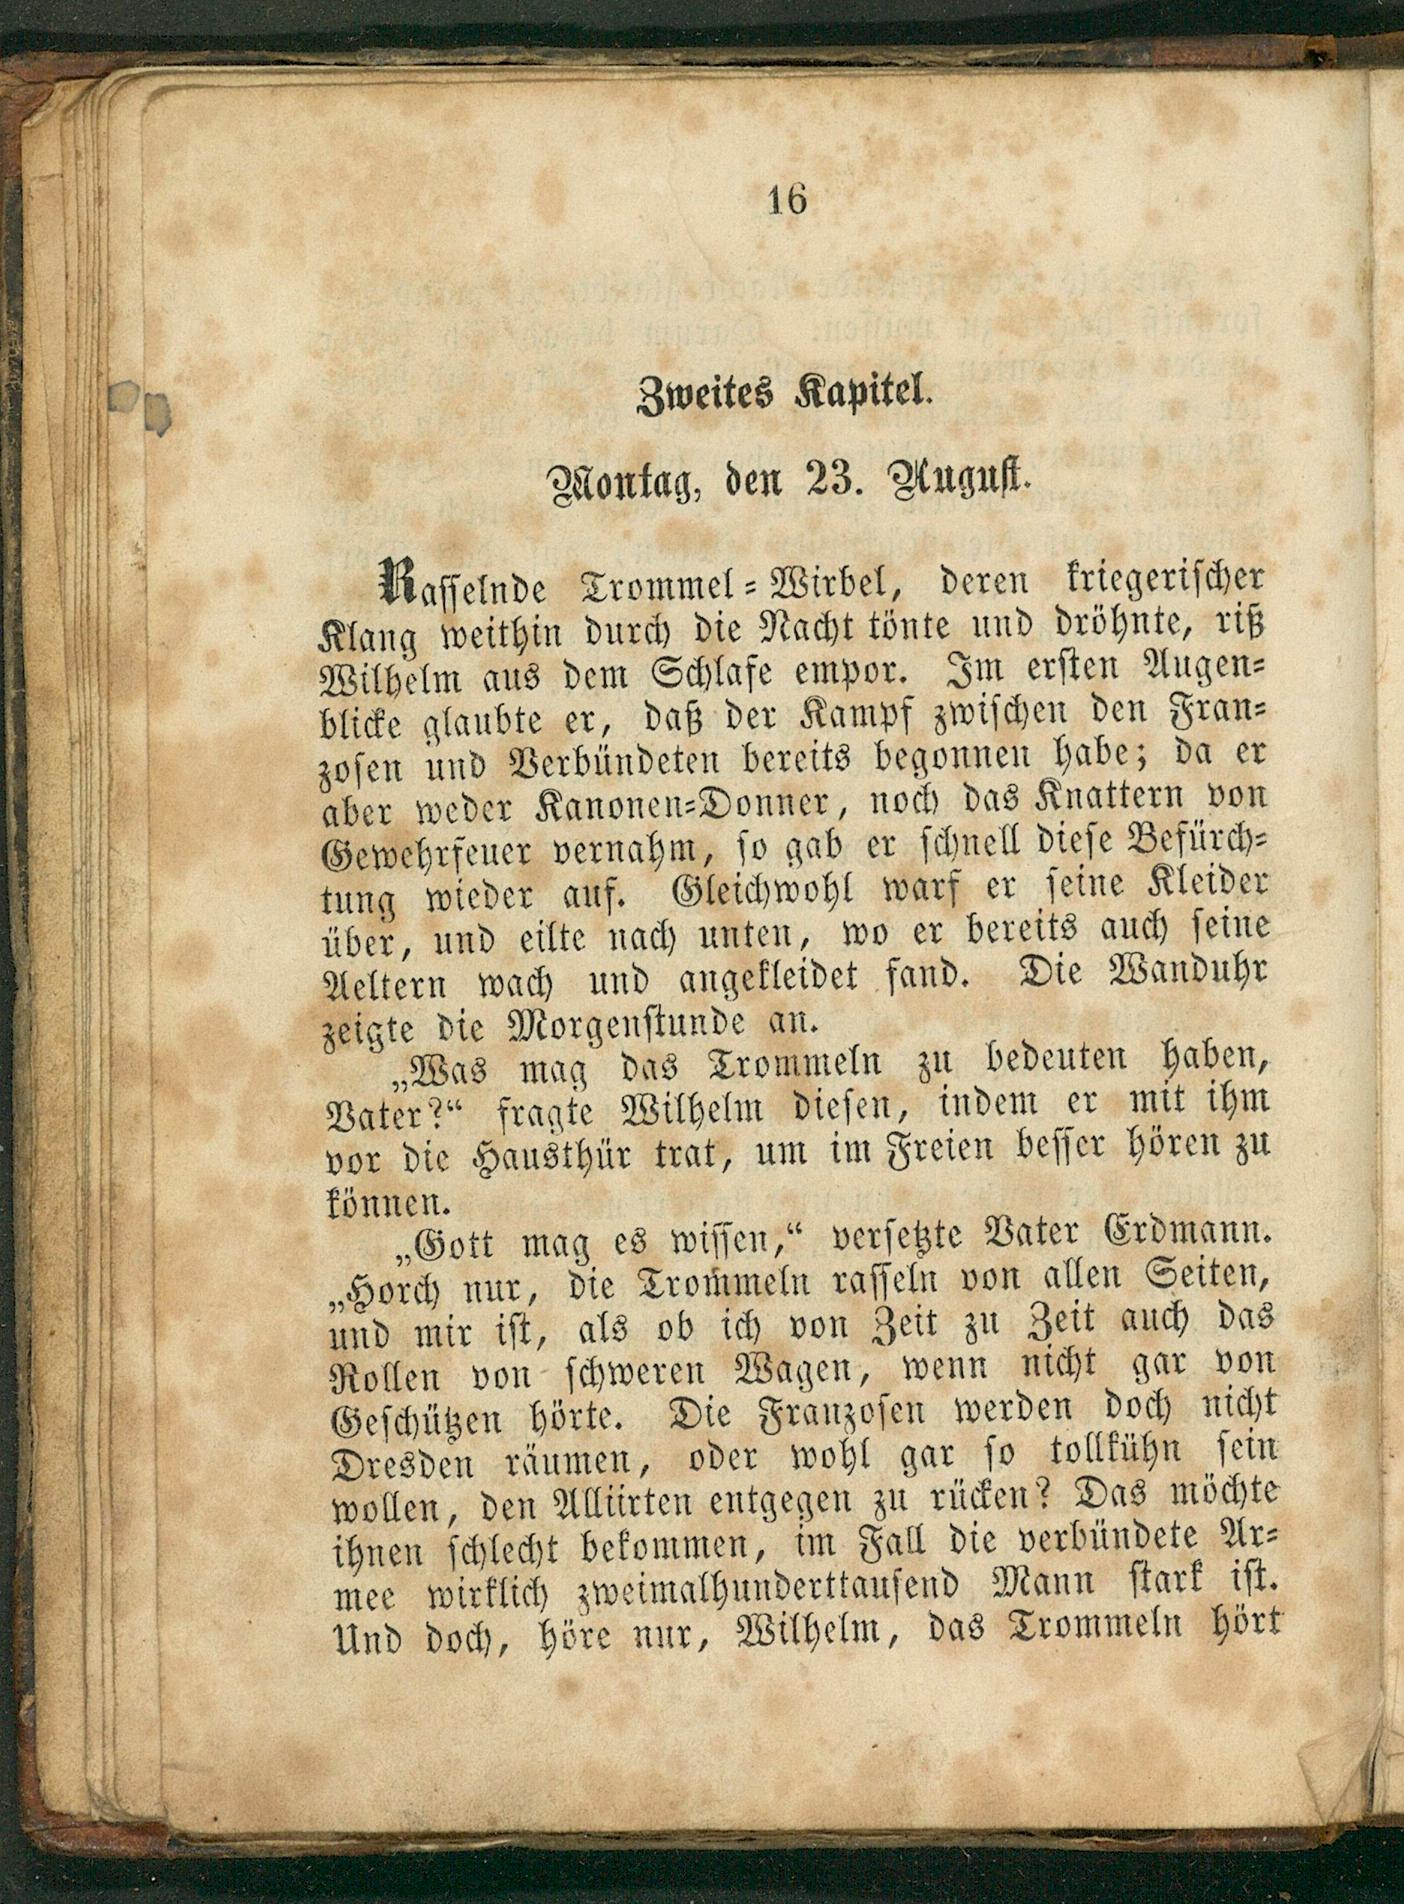 16
Zweites Kapitel.
Montag, den 23. August.
Rasselnde Trommel-Wirbel, deren kriegerischer
Klang weithin durch die Nacht tönte und dröhnte, riß
Wilhelm aus dem Schlafe empor. Im ersten Augen-
blicke glaubte er, daß der Kampf zwischen den Fran-
zosen und Verbündeten bereits begonnen habe; da er
aber weder Kanonen-Donner, noch das Knattern von
Gewehrfeuer vernahm, so gab er schnell diese Befürch-
tung wieder auf. Gleichwohl warf er seine Kleider
über, und eilte nach unten, wo er bereits auch seine
Aeltern wach und angekleidet fand. Die Wanduhr
zeigte die Morgenstunde an.
„Was mag das Trommeln zu bedeuten haben,
Vater?“ fragte Wilhelm diesen, indem er mit ihm
vor die Hausthür trat, um im Freien besser hören zu
können.
„Gott mag es wissen,“ versetzte Vater Erdmann.
„Horch nur, die Trommeln rasseln von allen Seiten,
und mir ist, als ob ich von Zeit zu Zeit auch das
Rollen von schweren Wagen, wenn nicht gar von
Geschützen hörte. Die Franzosen werden doch nicht
Dresden räumen, oder wohl gar so tollkühn sein
wollen, den Alliirten entgegen zu rücken? Das möchte
ihnen schlecht bekommen, im Fall die verbündete Ar-
mee wirklich zweimalhunderttausend Mann stark ist.
Und doch, höre nur, Wilhelm, das Trommeln hört